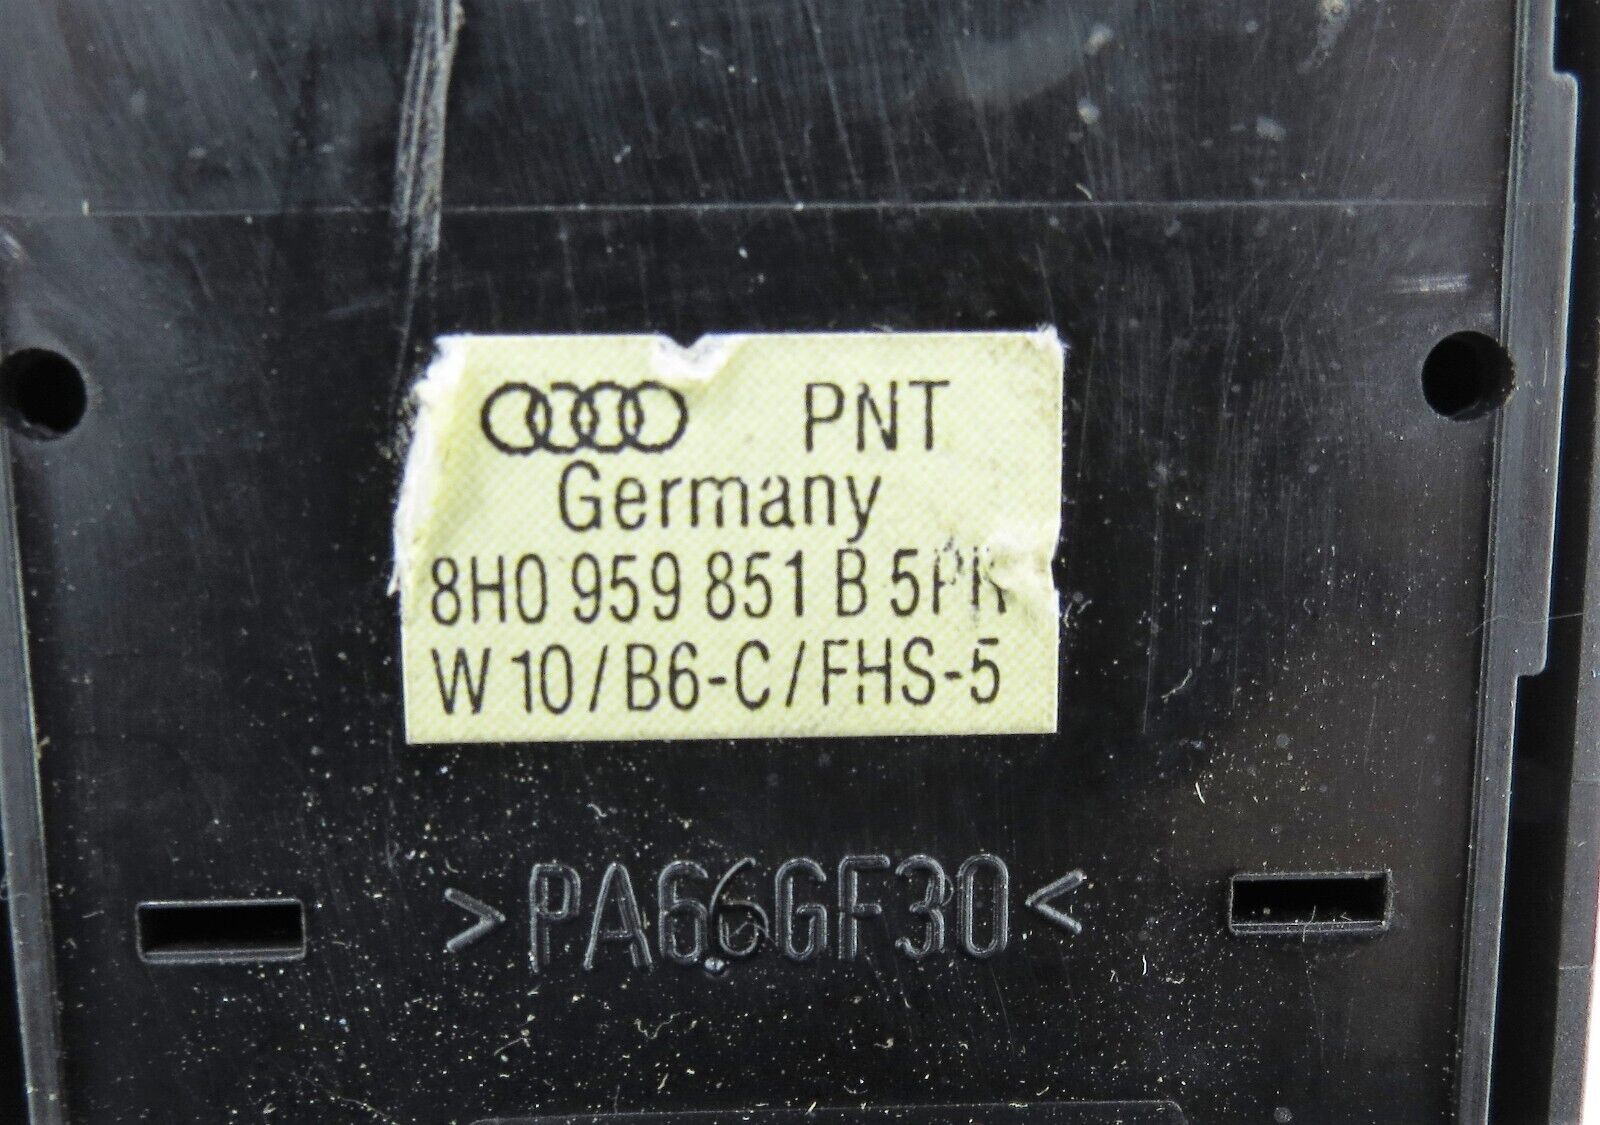 PNT
Germany
8H0 959 851 B 5PR
W 10 / B6-C / FHS-5
>PA66GF30<